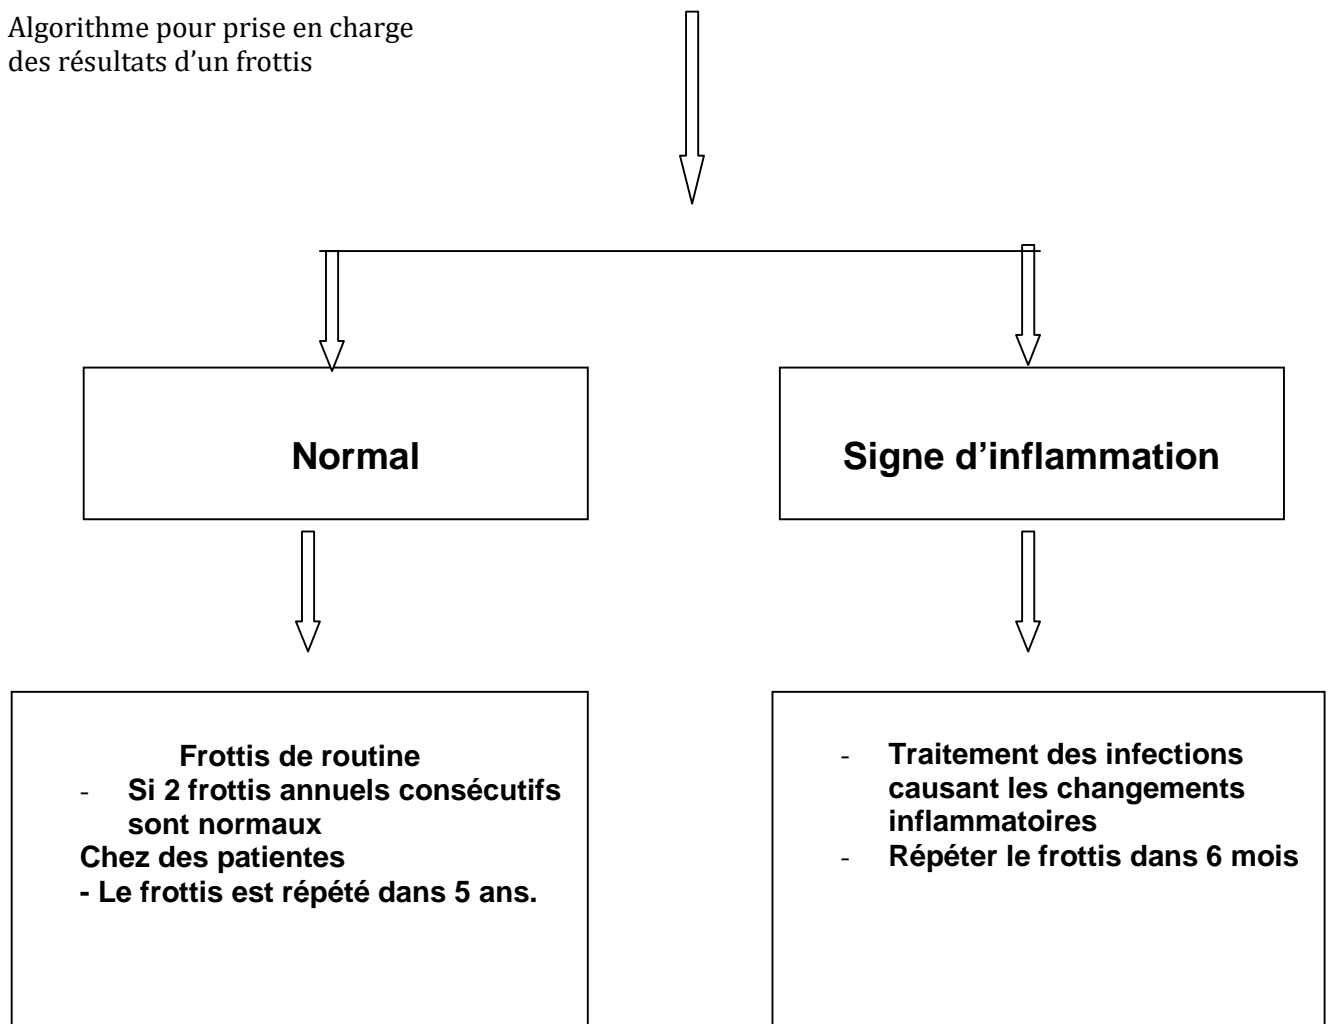 Algorithme pour prise en charge
des résultats d’un frottis
Normal
Signe d’inflammation
Frottis de routine
- Si 2 frottis annuels consécutifs
sont normaux
Chez des patientes
- Le frottis est répété dans 5 ans.
- Traitement des infections
causant les changements
inflammatoires
- Répéter le frottis dans 6 mois